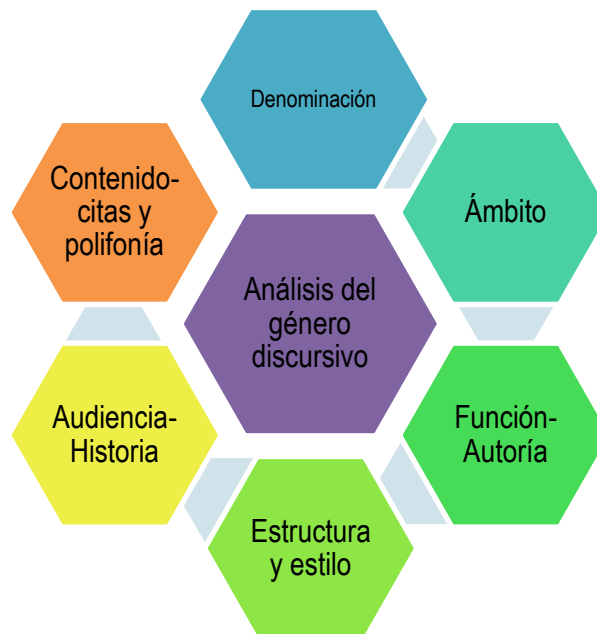 Denominación
Contenido-
citas y
polifonía
Ámbito
Análisis del
género
discursivo
Audiencia-
Historia
Función-
Autoría
Estructura
y estilo